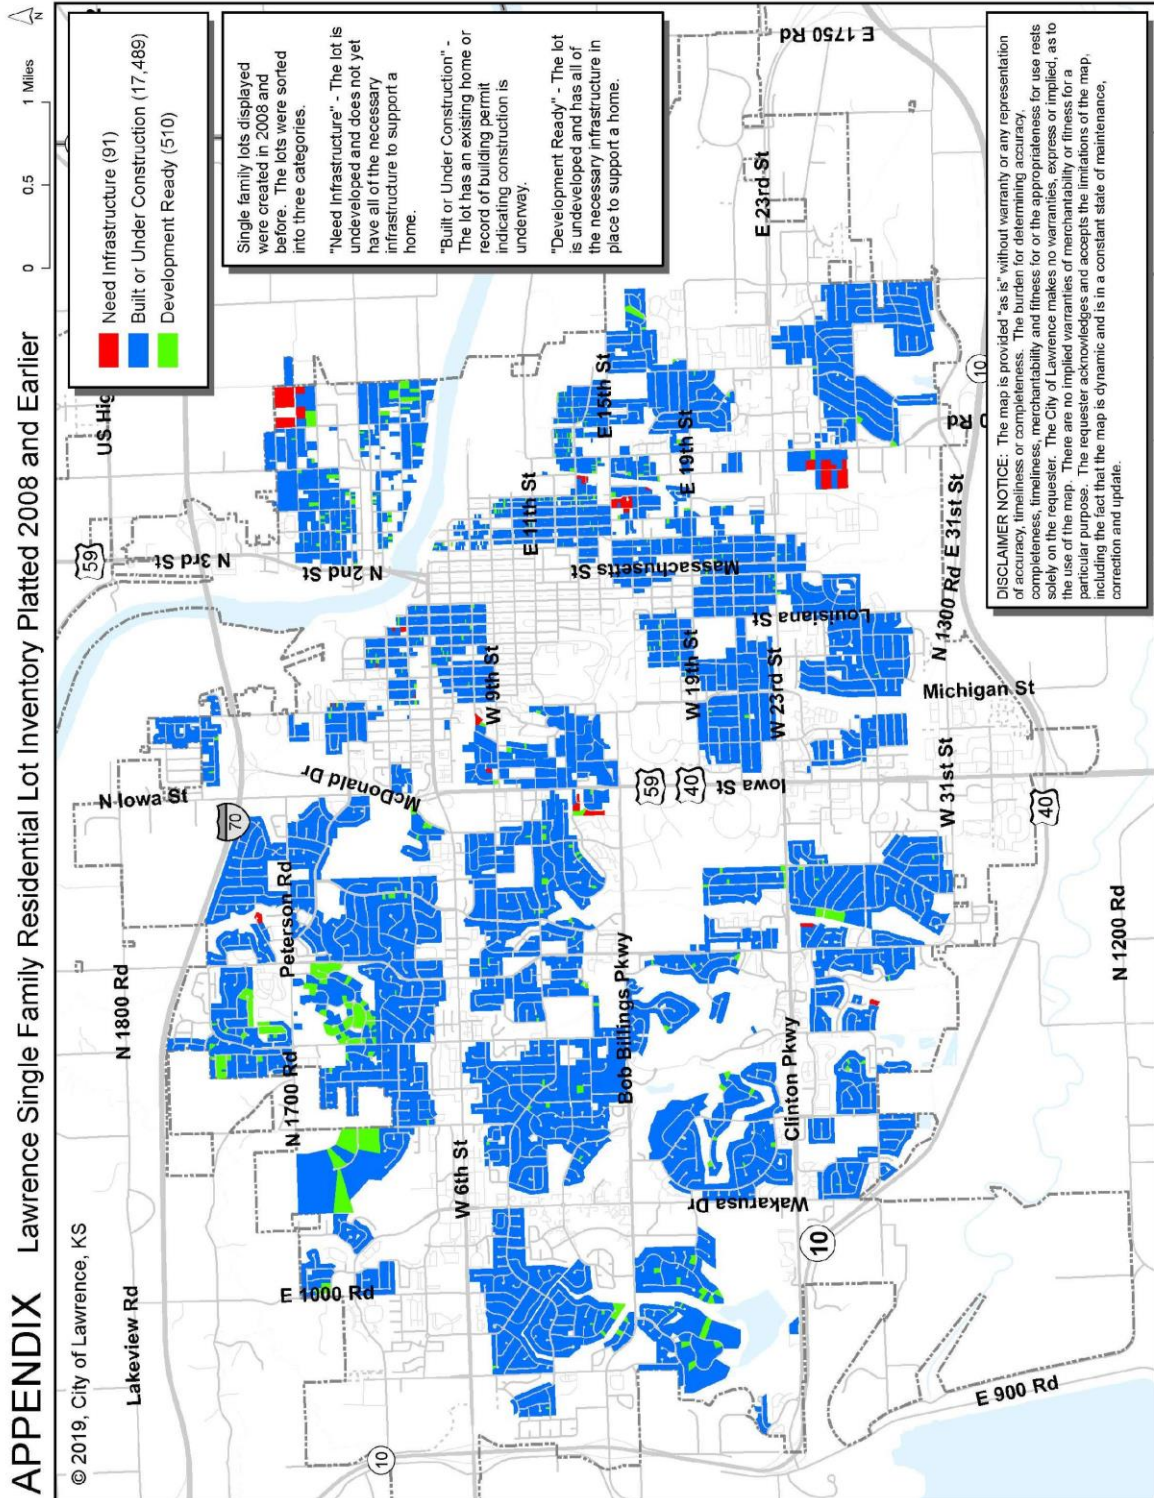 APPENDIX Lawrence Single Family Residential Lot Inventory Platted 2008 and Earlier
0 0.5 1 Miles
N
© 2019, City of Lawrence, KS
Need Infrastructure (91)
Built or Under Construction (17,489)
Development Ready (510)
Single family lots displayed
were created in 2008 and
before. The lots were sorted
into three categories.
"Need Infrastructure" - The lot is
undeveloped and does not yet
have all of the necessary
infrastructure to support a
home.
"Built or Under Construction" -
The lot has an existing home or
record of building permit
indicating construction is
underway.
"Development Ready" - The lot
is undeveloped and has all of
the necessary infrastructure in
place to support a home.
Lakeview Rd
N 1800 Rd
N Iowa St
US Hig
59
N 3rd St
70
E 1000 Rd
N 1700 Rd
Peterson Rd
McDonald Dr
N 2nd St
10
W 6th St
W 9th St
E 11th St
E 15th St
E 19th St
E 23rd St
E 1750 Rd
Bob Billings Pkwy
59
40
Iowa St
W 19th St
W 23rd St
Massachusetts St
Louisiana St
Wakarusa Dr
Clinton Pkwy
10
W 31st St
Michigan St
N 1300 Rd
E 31st St
0 Rd
10
40
E 900 Rd
N 1200 Rd
DISCLAIMER NOTICE: The map is provided "as is" without warranty or any representation
of accuracy, timeliness or completeness. The burden for determining accuracy,
completeness, timeliness, merchantability and fitness for or the appropriateness for use rests
solely on the requester. The City of Lawrence makes no warranties, express or implied, as to
the use of the map. There are no implied warranties of merchantability or fitness for a
particular purpose. The requester acknowledges and accepts the limitations of the map,
including the fact that the map is dynamic and is in a constant state of maintenance,
correction and update.